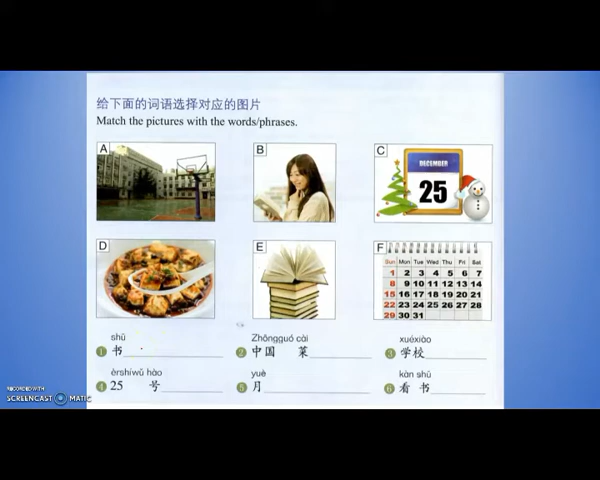 给下面的词语选择对应的图片
Match the pictures with the words/phrases.
A
B
C
DECEMBER
25
D
E
F
Sun Mon Tue Wed Thu Fri Sat
1 2 3 4 5 6 7
8 9 10 11 12 13 14
15 16 17 18 19 20 21
22 23 24 25 26 27 28
29 30 31
shū
1 书
Zhōngguó cài
2 中国 菜
xuéxiào
3 学校
èrshíwǔ hào
4 25 号
yuè
5 月
kàn shū
6 看 书
RECORDED WITH
SCREENCAST MATIC